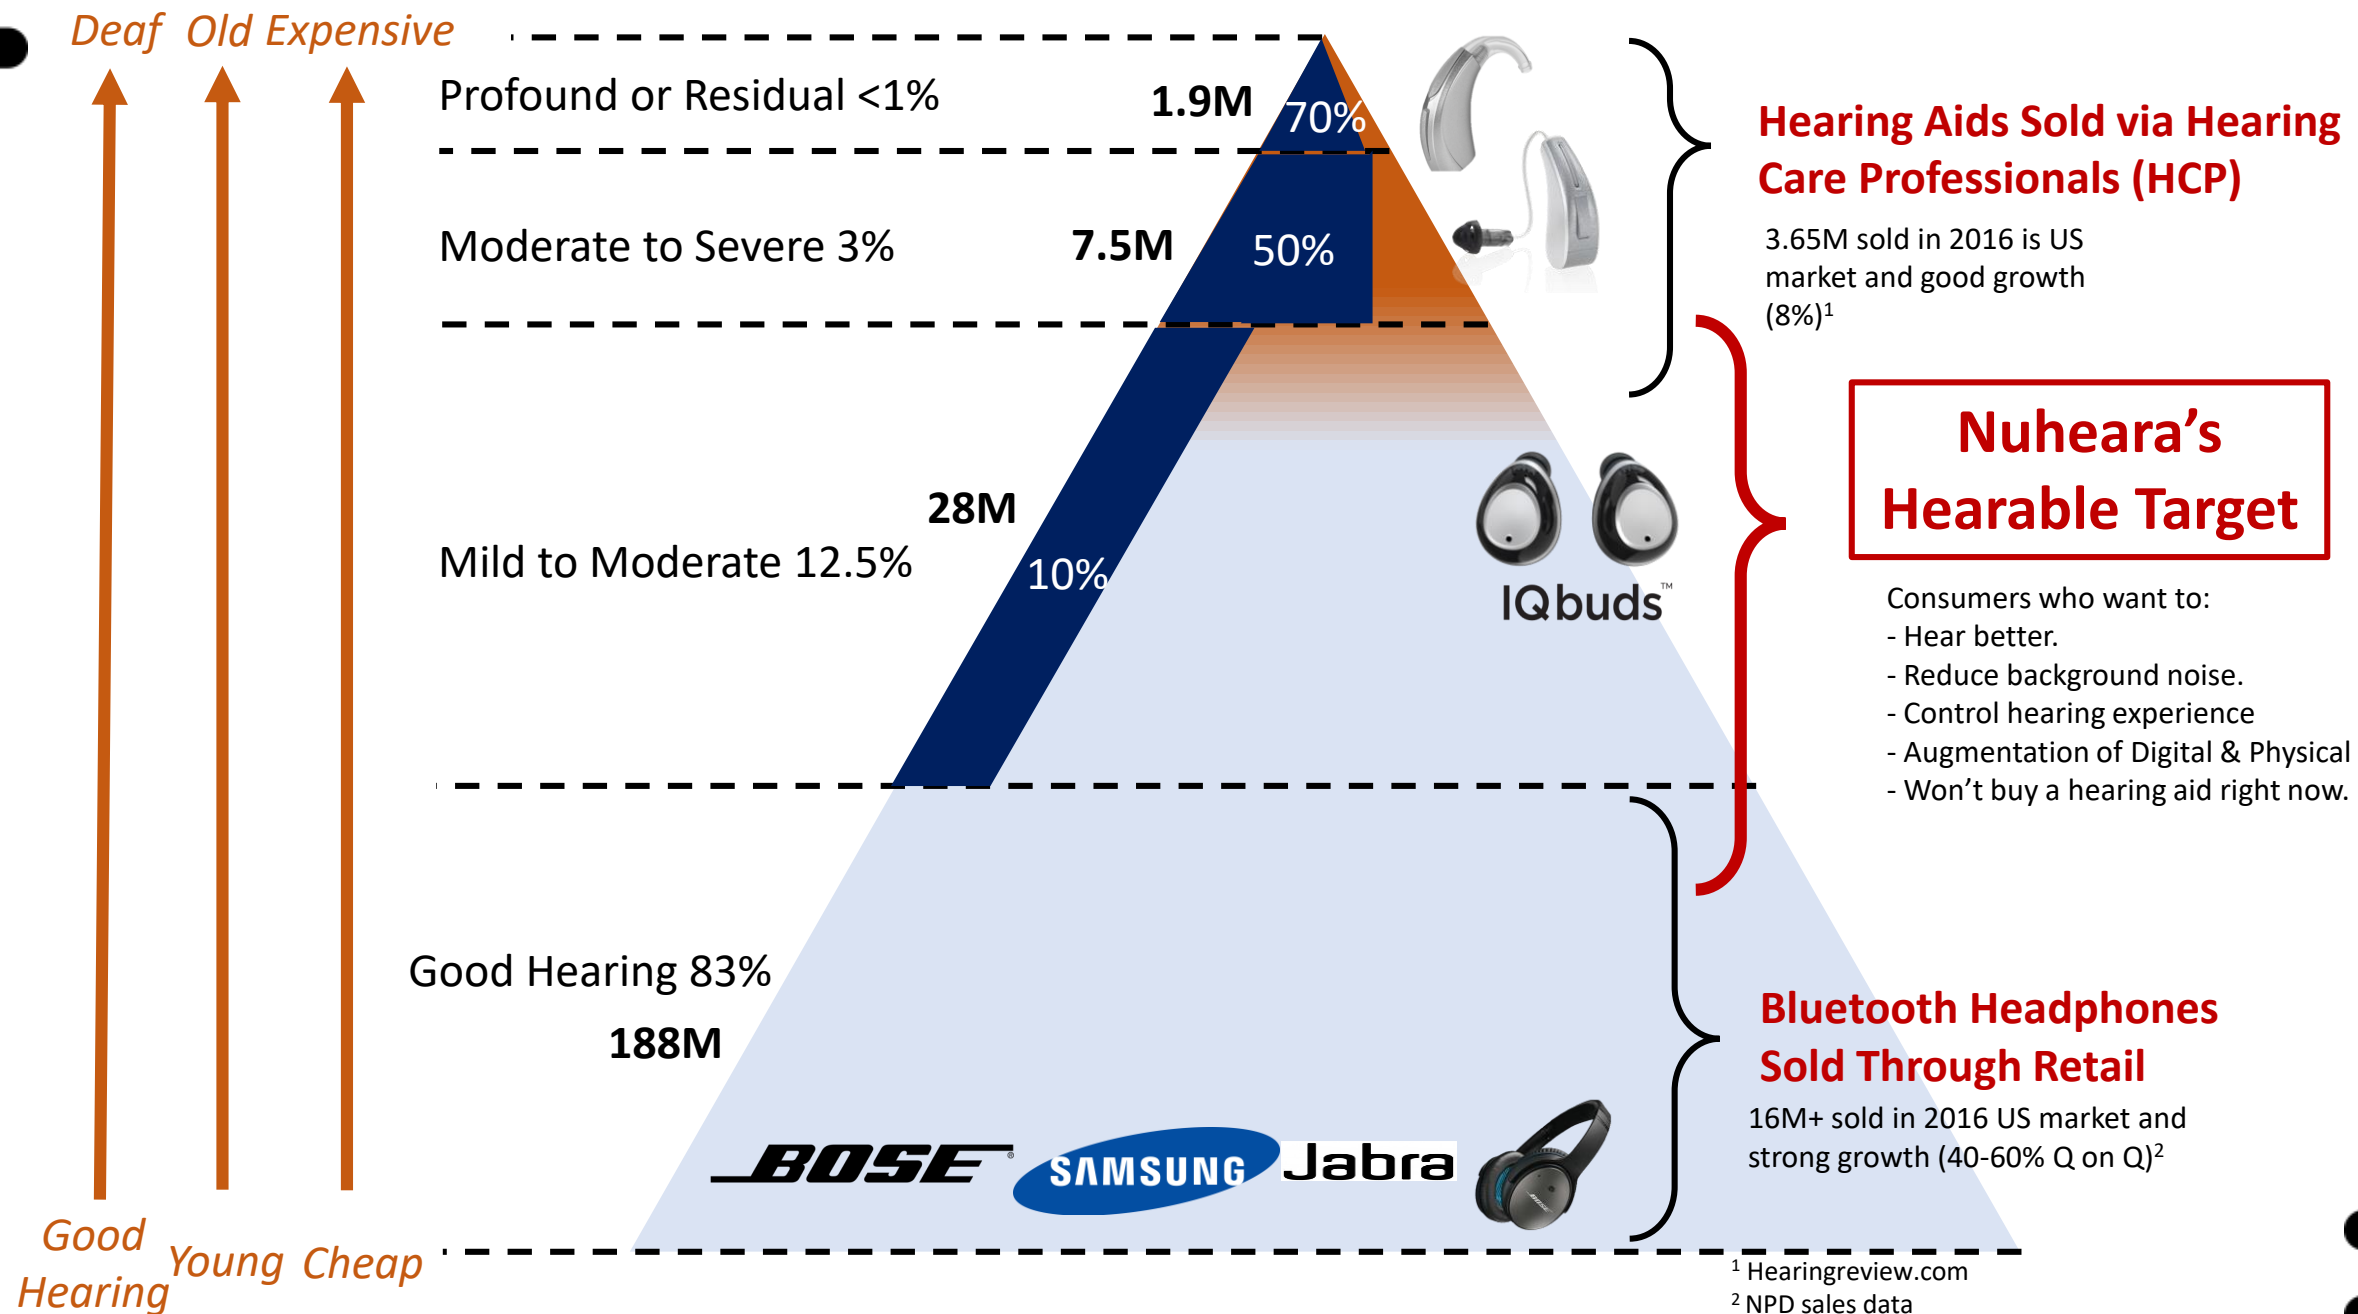 Deaf Old Expensive
Profound or Residual <1%
1.9M
70%
Moderate to Severe 3%
7.5M
50%
Mild to Moderate 12.5%
28M
10%
Good Hearing 83%
188M
Good
Hearing
Young Cheap
Hearing Aids Sold via Hearing
Care Professionals (HCP)
3.65M sold in 2016 is US
market and good growth
(8%)¹
Nuheara’s
Hearable Target
IQbuds™
Consumers who want to:
- Hear better.
- Reduce background noise.
- Control hearing experience
- Augmentation of Digital & Physical
- Won’t buy a hearing aid right now.
Bluetooth Headphones
Sold Through Retail
16M+ sold in 2016 US market and
strong growth (40-60% Q on Q)²
BOSE®
SAMSUNG
Jabra
BOSE
¹ Hearingreview.com
² NPD sales data